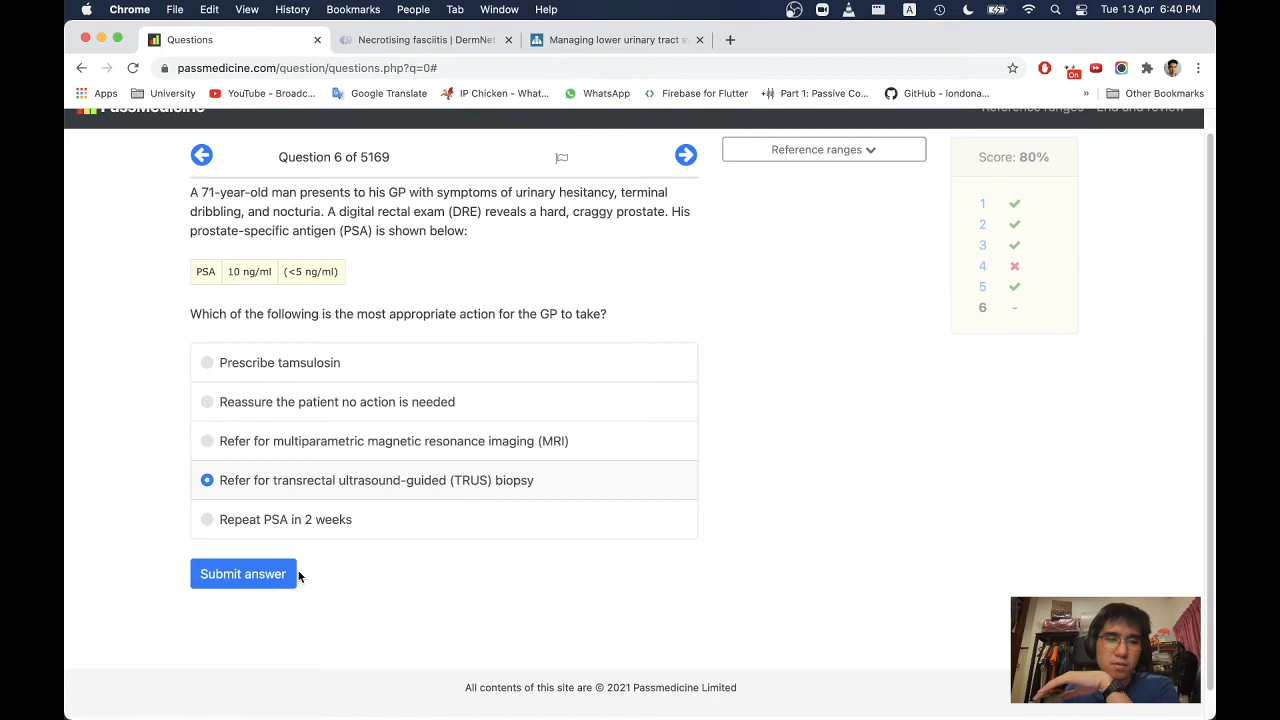 Chrome File Edit View History Bookmarks People Tab Window Help
A
Tue 13 Apr 6:40 PM
Questions
Necrotising fasciitis | DermNet
Managing lower urinary tract s
passmedicine.com/question/questions.php?q=0#
On
Apps University YouTube - Broadc... Google Translate IP Chicken - What... WhatsApp Firebase for Flutter Part 1: Passive Co... GitHub - londona... » Other Bookmarks
PassMedicine
Reference ranges End and review
Question 6 of 5169
Reference ranges
Score: 80%
A 71-year-old man presents to his GP with symptoms of urinary hesitancy, terminal
dribbling, and nocturia. A digital rectal exam (DRE) reveals a hard, craggy prostate. His
prostate-specific antigen (PSA) is shown below:
PSA 10 ng/ml (<5 ng/ml)
Which of the following is the most appropriate action for the GP to take?
Prescribe tamsulosin
Reassure the patient no action is needed
Refer for multiparametric magnetic resonance imaging (MRI)
Refer for transrectal ultrasound-guided (TRUS) biopsy
Repeat PSA in 2 weeks
Submit answer
1
2
3
4
5
6 -
All contents of this site are © 2021 Passmedicine Limited